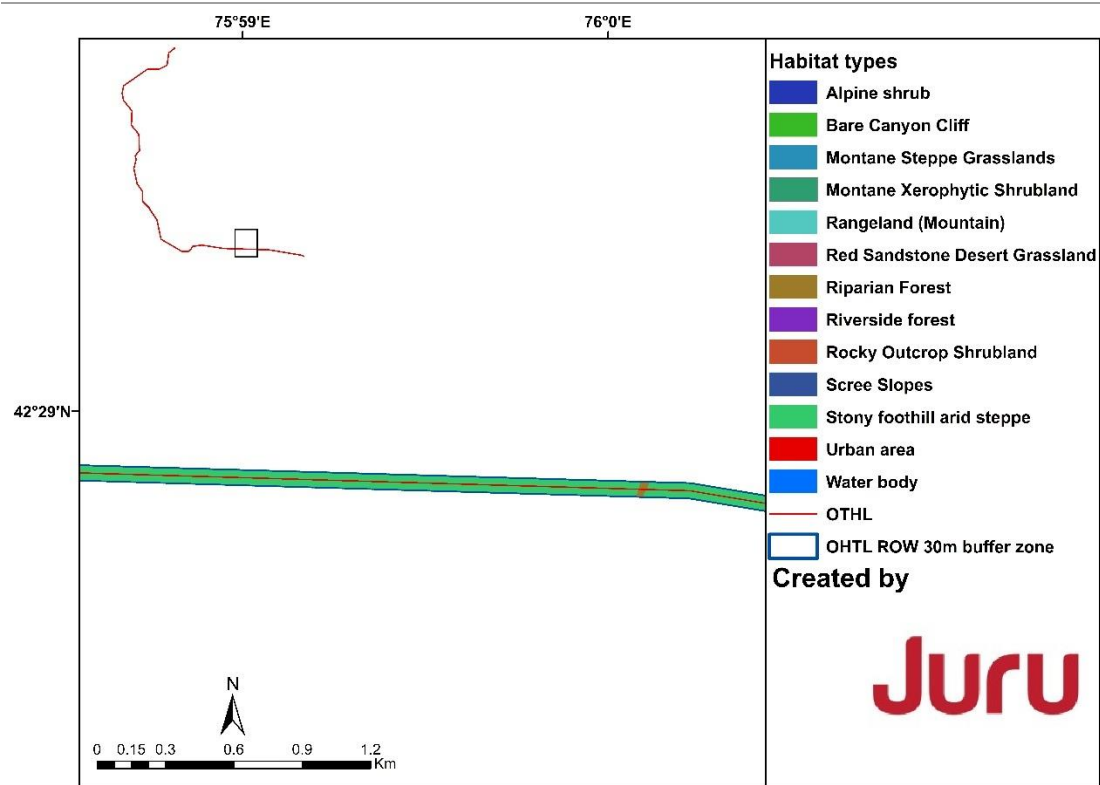 75°59'E
76°0'E
42°29'N
Habitat types
Alpine shrub
Bare Canyon Cliff
Montane Steppe Grasslands
Montane Xerophytic Shrubland
Rangeland (Mountain)
Red Sandstone Desert Grassland
Riparian Forest
Riverside forest
Rocky Outcrop Shrubland
Scree Slopes
Stony foothill arid steppe
Urban area
Water body
OTHL
OHTL ROW 30m buffer zone
Created by
Juru
N
0 0.15 0.3 0.6 0.9 1.2
Km